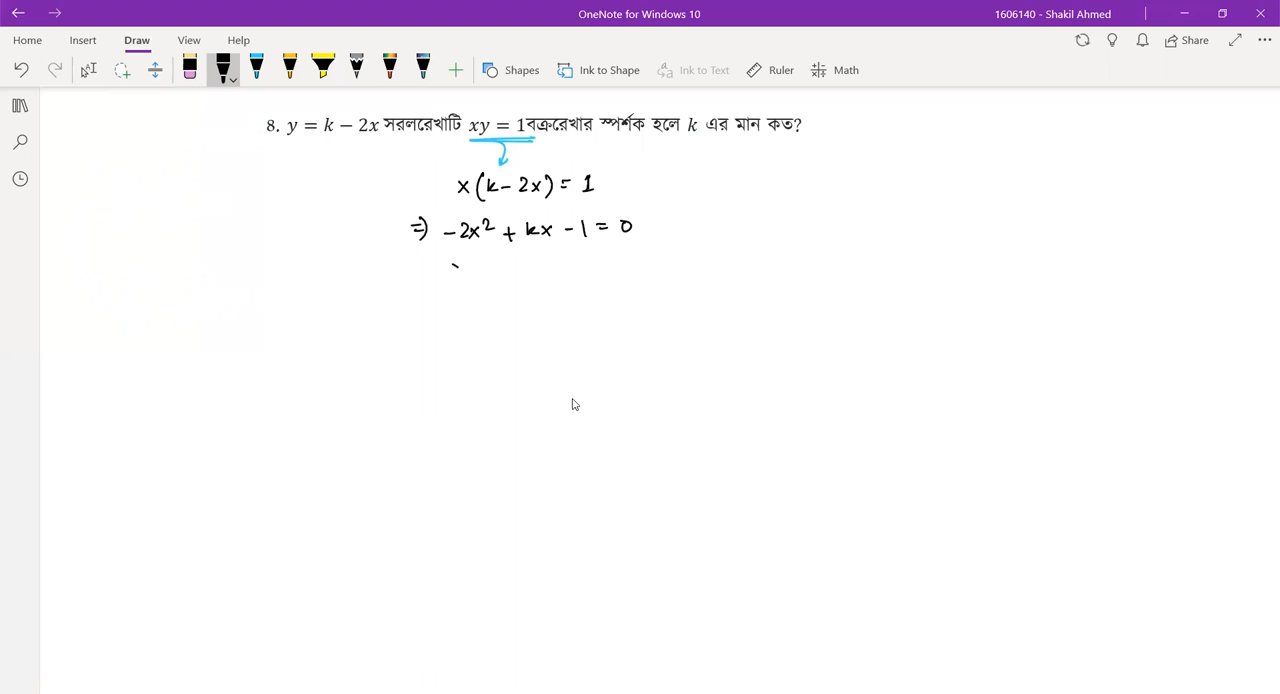 OneNote for Windows 10
1606140 - Shakil Ahmed
Home Insert Draw View Help
Share
Shapes Ink to Shape Ink to Text Ruler Math
8. y = k − 2x সরলরেখাটি xy = 1বক্ররেখার স্পর্শক হলে k এর মান কত?
x(k - 2x) = 1
⇒) -2x² + kx - 1 = 0